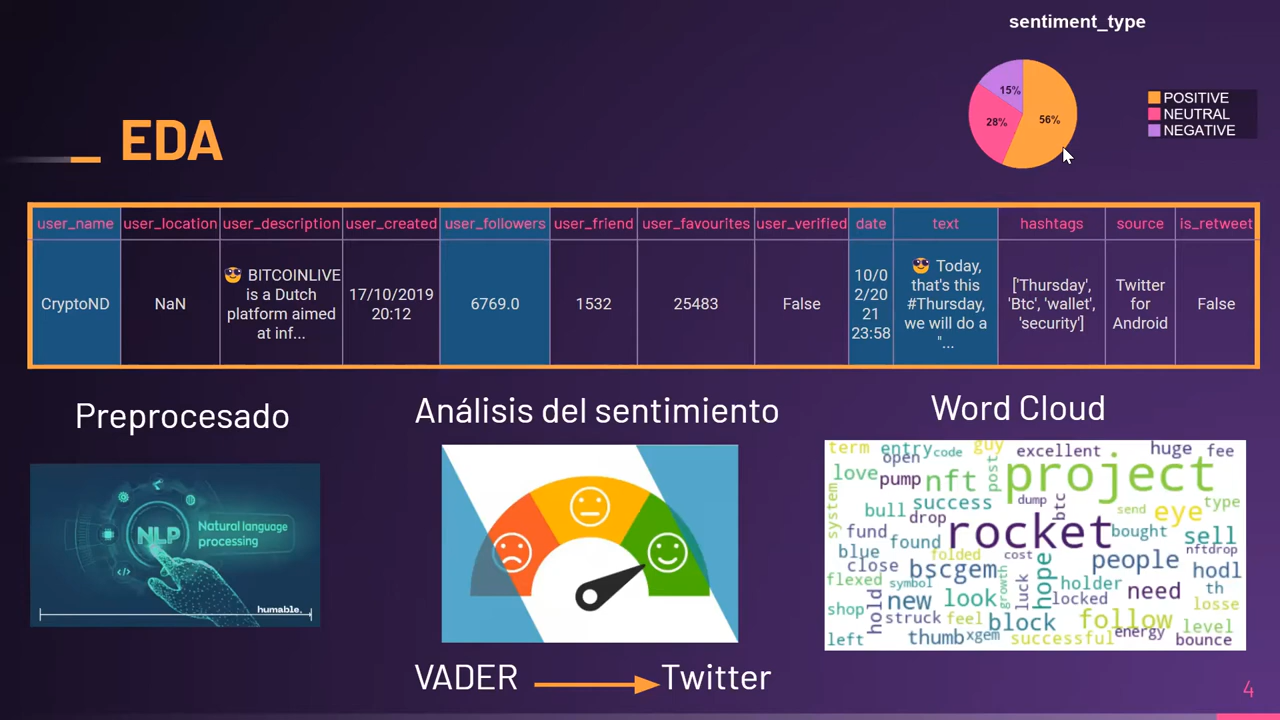 sentiment_type
15%
28%
56%
POSITIVE
NEUTRAL
NEGATIVE
EDA
user_name user_location user_description user_created user_followers user_friend user_favourites user_verified date text hashtags source is_retweet
CryptoND
NaN
BITCOINLIVE
is a Dutch
platform aimed
at inf...
17/10/2019
20:12
6769.0
1532
25483
False
10/0
2/20
21
23:58
Today,
that's this
#Thursday,
we will do a
"...
['Thursday',
'Btc', 'wallet',
'security']
Twitter
for
Android
False
Preprocesado
NLP
Natural language
processing
humable.
Análisis del sentimiento
VADER
Twitter
Word Cloud
term entry code guy excellent huge fee
open post
love pump nft project
system success dump btc send eye type
bull drop rocket bought sell
fund found folded cost nftdrop
blue close bscgem hope people hodl
flexed symbol growth luck holder th
hold new look locked need losse
shop struck feel block follow level
left thumb xgem successful energy bounce
4